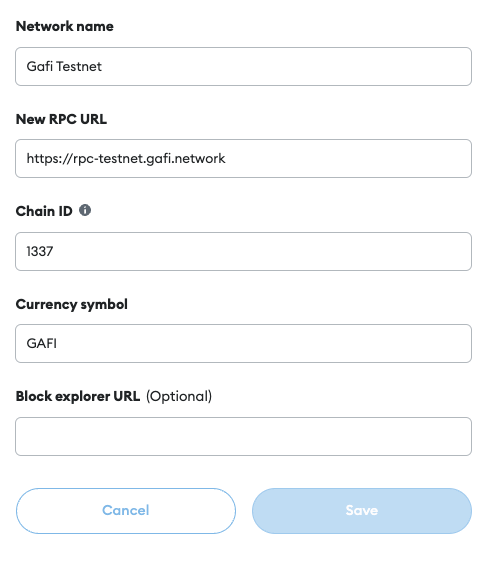 Network name
Gafi Testnet
New RPC URL
https://rpc-testnet.gafi.network
Chain ID
1337
Currency symbol
GAFI
Block explorer URL (Optional)
Cancel
Save